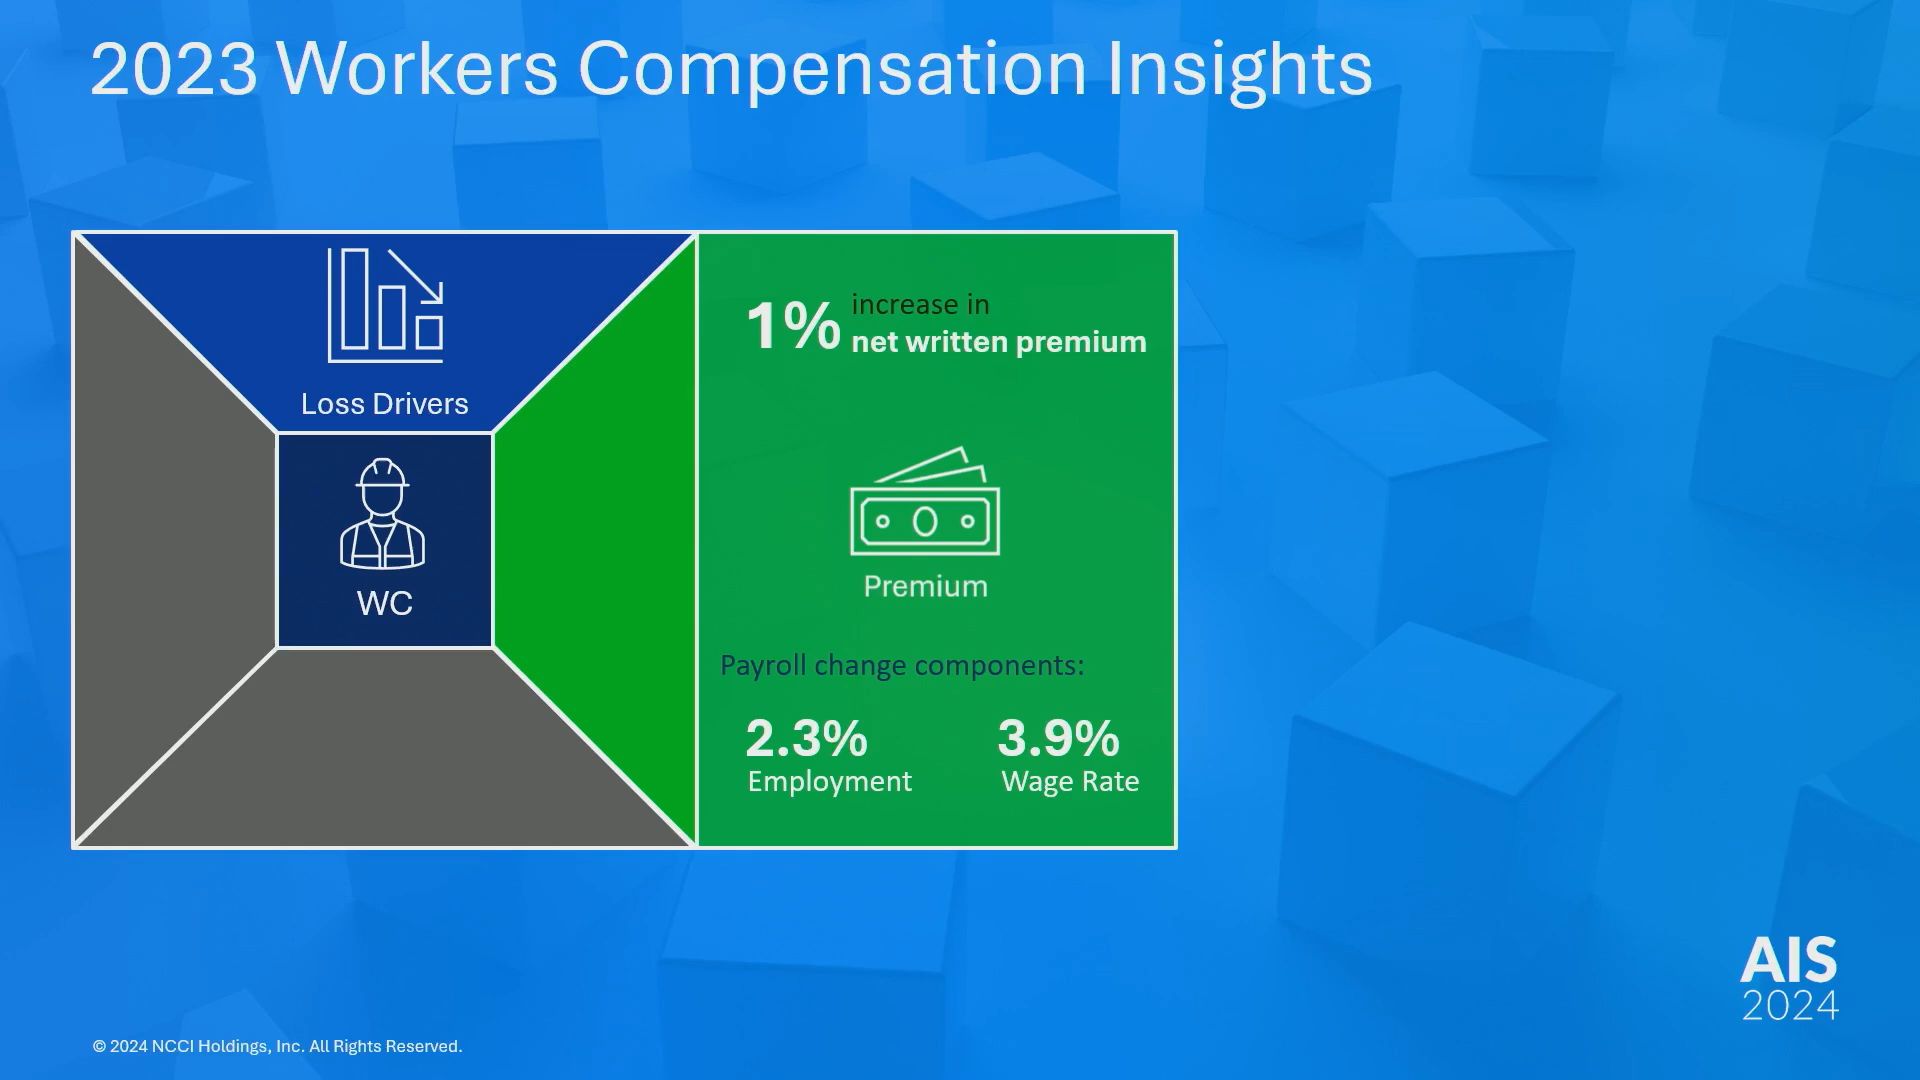 2023 Workers Compensation Insights
Loss Drivers
WC
1% increase in
net written premium
Premium
Payroll change components:
2.3% 3.9%
Employment Wage Rate
AIS
2024
© 2024 NCCI Holdings, Inc. All Rights Reserved.